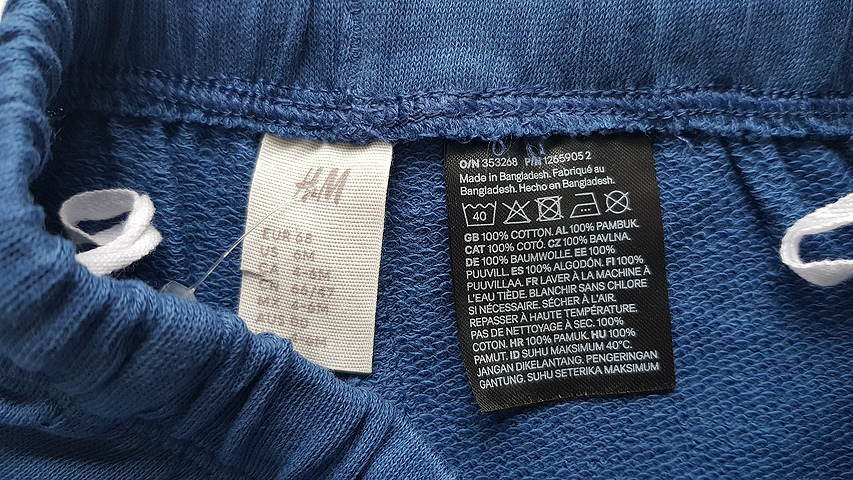 H&M
O/N 353268 P/N 1265905 2
Made in Bangladesh. Fabriqué au
Bangladesh. Hecho en Bangladesh.
40
GB 100% COTTON. AL 100% PAMBUK.
CAT 100% COTÓ. CZ 100% BAVLNA.
DE 100% BAUMWOLLE. EE 100%
PUUVILL. ES 100% ALGODÓN. FI 100%
PUUVILLAA. FR LAVER À LA MACHINE À
L'EAU TIÈDE. BLANCHIR SANS CHLORE
SI NÉCESSAIRE. SÉCHER À L'AIR.
REPASSER À HAUTE TEMPÉRATURE.
PAS DE NETTOYAGE À SEC. 100%
COTON. HR 100% PAMUK. HU 100%
PAMUT. ID SUHU MAKSIMUM 40°C.
JANGAN DIKELANTANG. PENGERINGAN
GANTUNG. SUHU SETERIKA MAKSIMUM